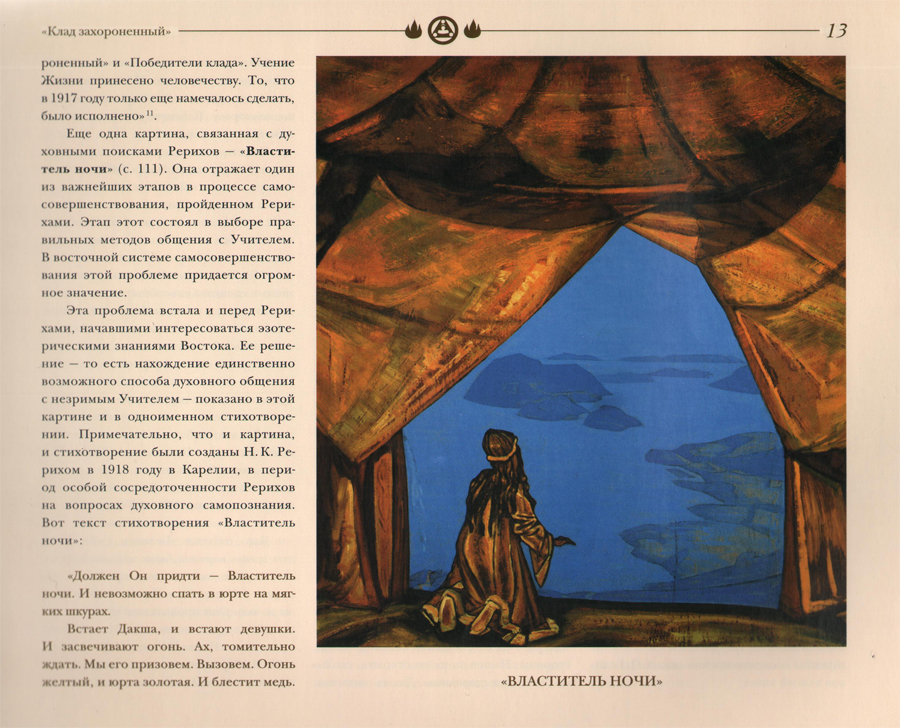 «Клад захороненный»
13
роненный» и «Победители клада». Учение
Жизни принесено человечеству. То, что
в 1917 году только еще намечалось сделать,
было исполнено»11.
Еще одна картина, связанная с ду-
ховными поисками Рерихов — «Власти-
тель ночи» (с. 111). Она отражает один
из важнейших этапов в процессе само-
совершенствования, пройденном Рери-
хами. Этап этот состоял в выборе пра-
вильных методов общения с Учителем.
В восточной системе самосовершенство-
вания этой проблеме придается огром-
ное значение.
Эта проблема встала и перед Рери-
хами, начавшими интересоваться эзоте-
рическими знаниями Востока. Ее реше-
ние — то есть нахождение единственно
возможного способа духовного общения
с незримым Учителем — показано в этой
картине и в одноименном стихотворе-
нии. Примечательно, что и картина,
и стихотворение были созданы Н. К. Ре-
рихом в 1918 году в Карелии, в пери-
од особой сосредоточенности Рерихов
на вопросах духовного самопознания.
Вот текст стихотворения «Властитель
ночи»:
«Должен Он придти — Властитель
ночи. И невозможно спать в юрте на мяг-
ких шкурах.
Встает Дакша, и встают девушки.
И засвечивают огонь. Ах, томительно
ждать. Мы его призовем. Вызовем. Огонь
желтый, и юрта золотая. И блестит медь.
«ВЛАСТИТЕЛЬ НОЧИ»